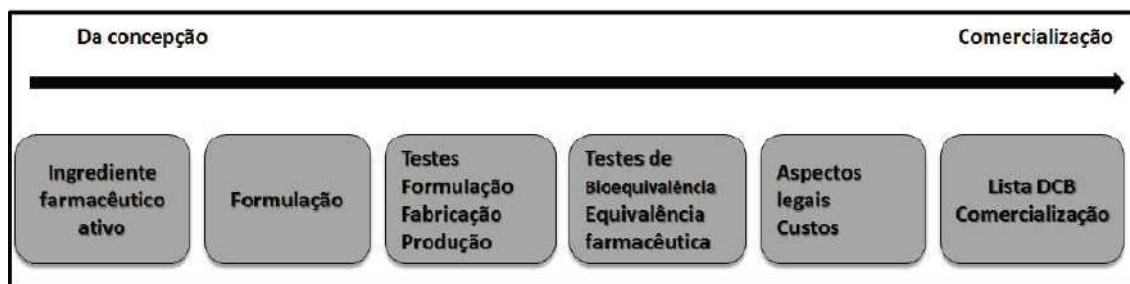 Da concepção
Comercialização
Ingrediente
farmacêutico
ativo
Formulação
Testes
Formulação
Fabricação
Produção
Testes de
Bioequivalência
Equivalência
farmacêutica
Aspectos
legais
Custos
Lista DCB
Comercialização